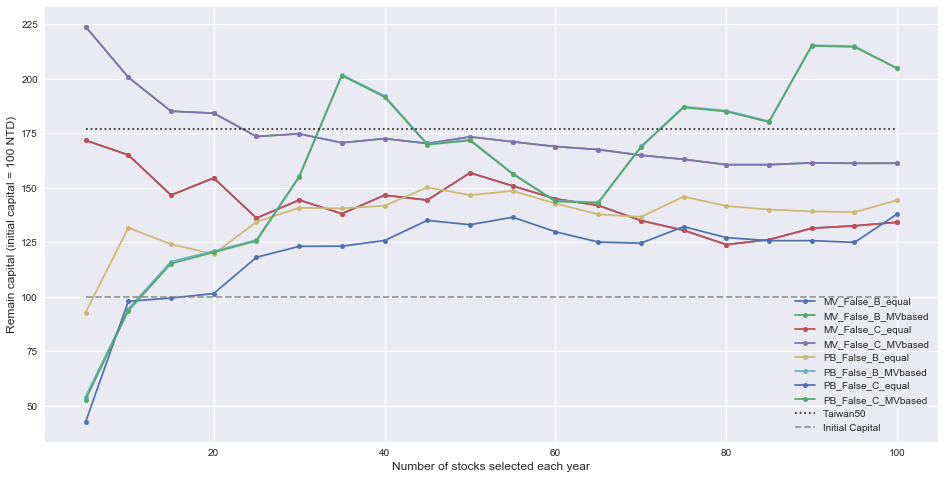 225
200
175
150
125
100
75
50
Remain capital (initial capital = 100 NTD)
20
40
60
80
100
Number of stocks selected each year
MV_False_B_equal
MV_False_B_MVbased
MV_False_C_equal
MV_False_C_MVbased
PB_False_B_equal
PB_False_B_MVbased
PB_False_C_equal
PB_False_C_MVbased
Taiwan50
Initial Capital